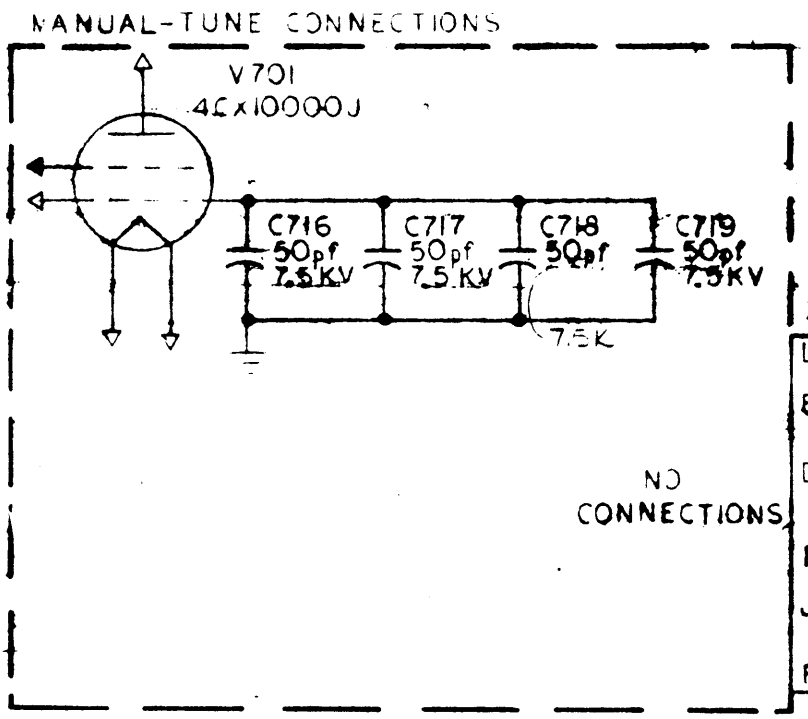 MANUAL-TUNE CONNECTIONS
V701
4CX10000J
C716
50pf
7.5KV
C717
50pf
7.5KV
C718
50pf
7.5K
C719
50pf
7.5KV
NO
CONNECTIONS